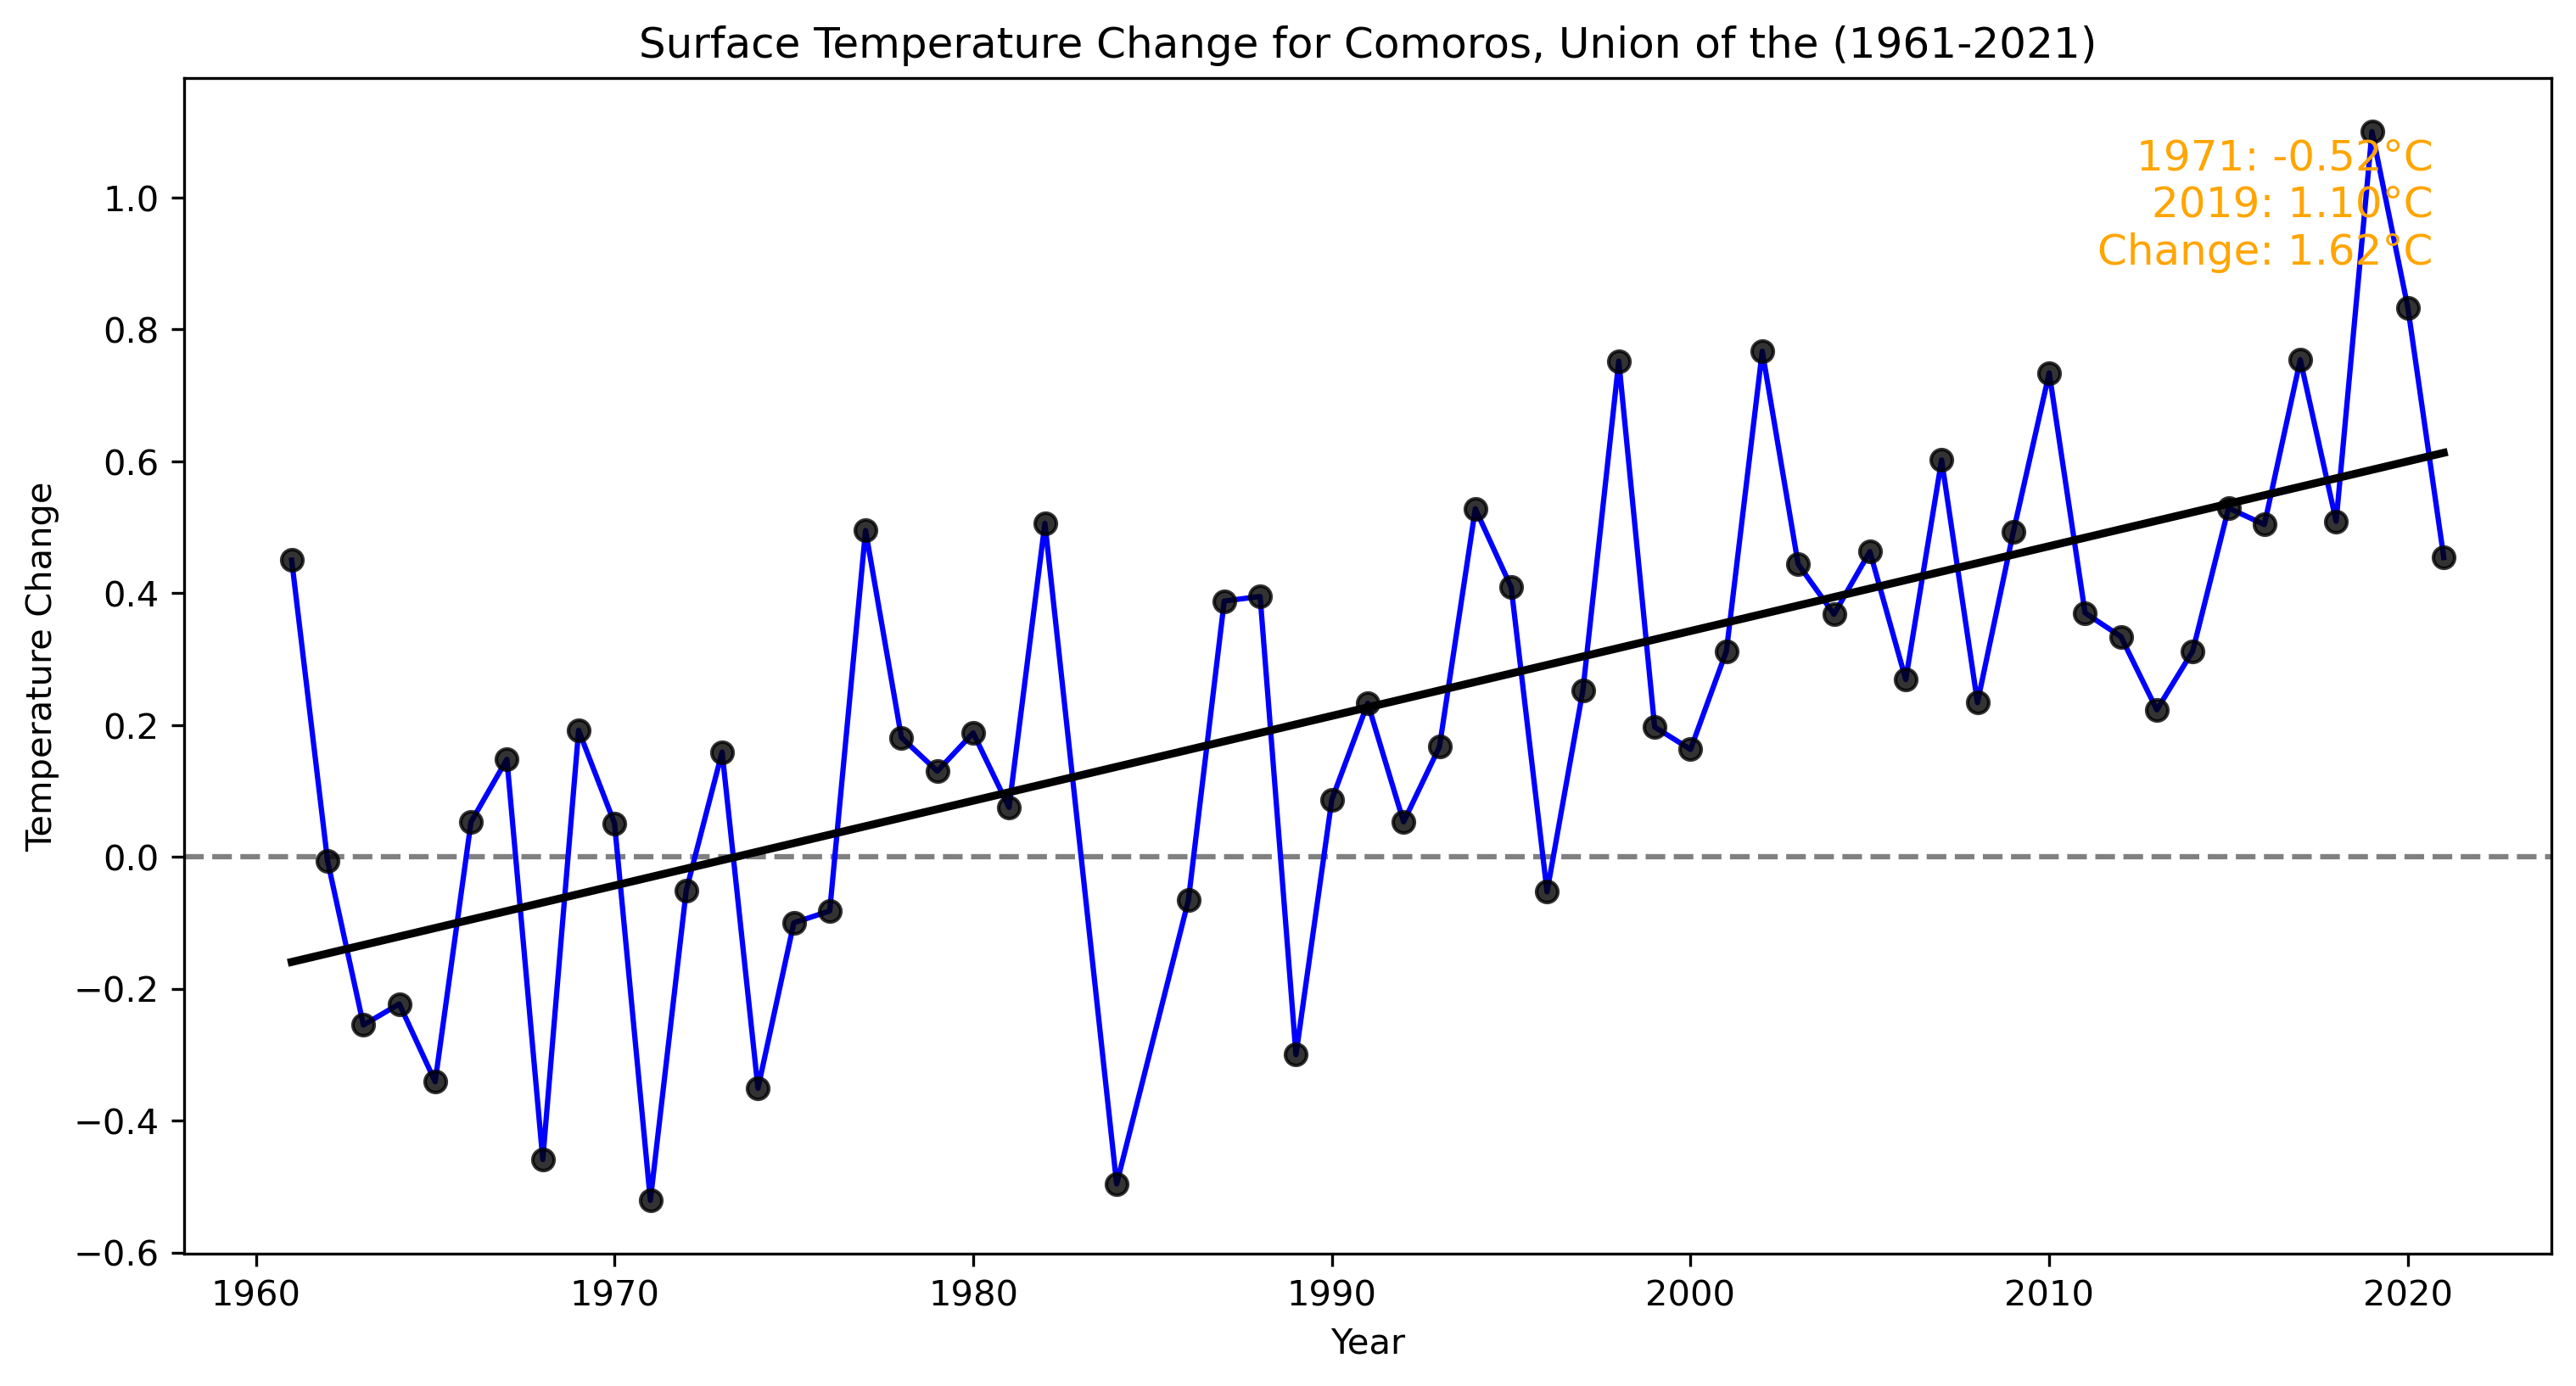 Surface Temperature Change for Comoros, Union of the (1961-2021)
1971: -0.52°C
2019: 1.10°C
Change: 1.62°C
Temperature Change
1.0
0.8
0.6
0.4
0.2
0.0
−0.2
−0.4
−0.6
1960 1970 1980 1990 2000 2010 2020
Year